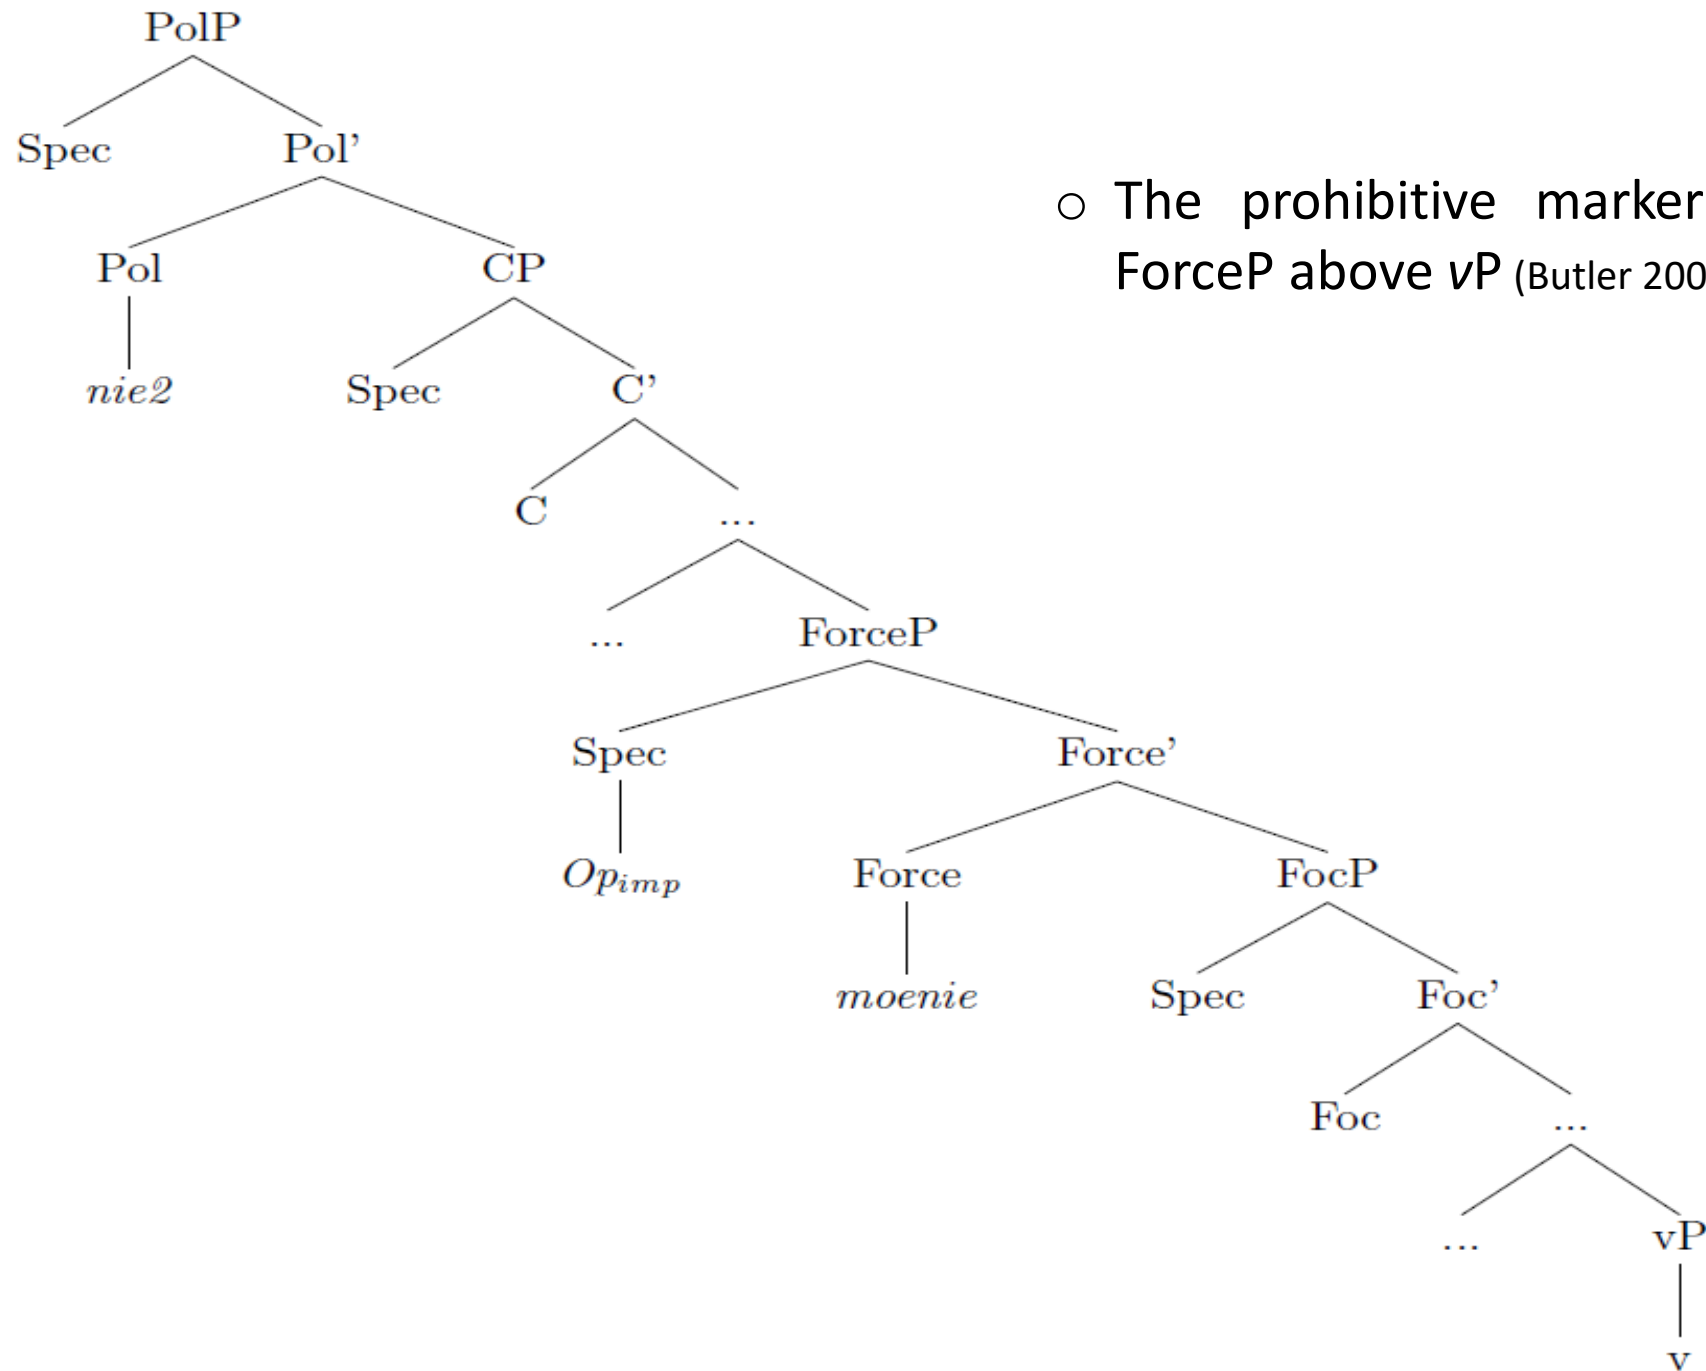 PolP
Spec Pol’
○ The prohibitive marker
Pol CP
ForceP above vP (Butler 200
nie2 Spec C’
C ...
... ForceP
Spec Force’
Op_imp Force FocP
moenie Spec Foc’
Foc ...
... vP
v